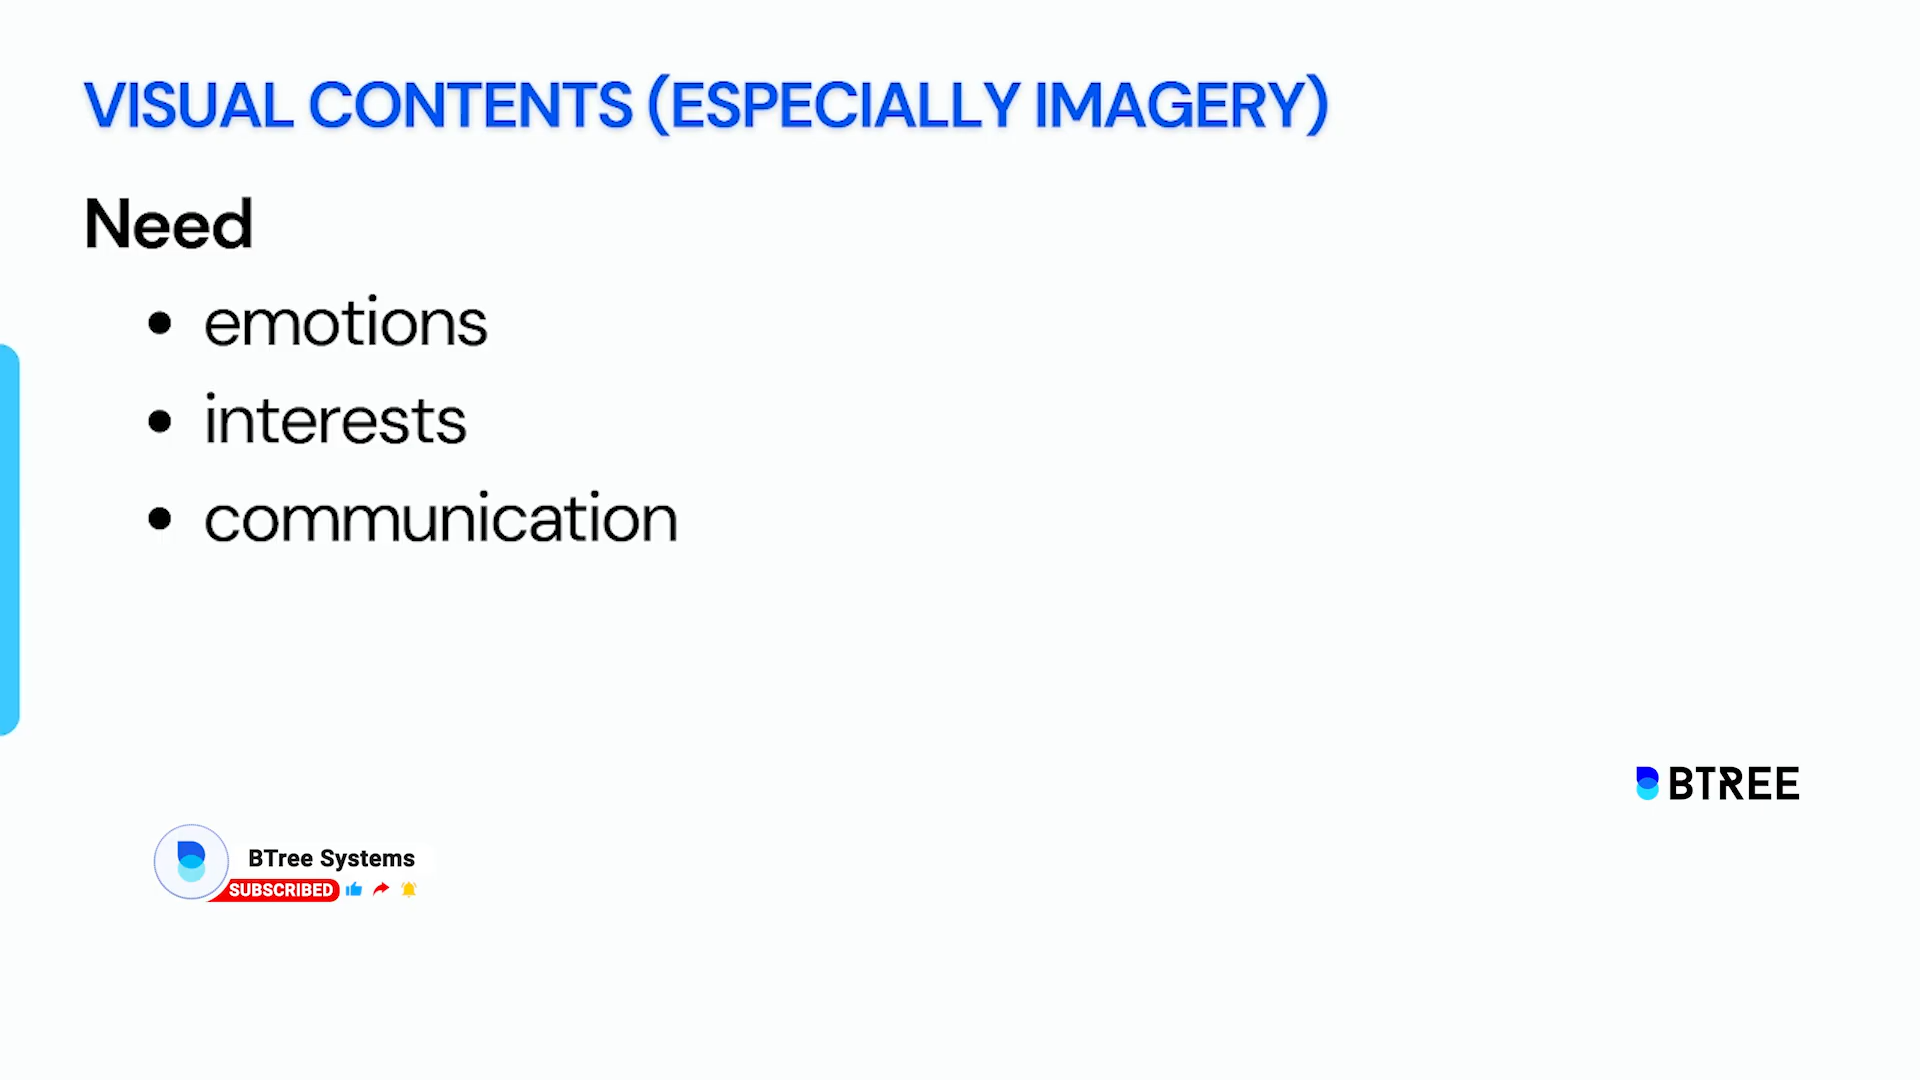 VISUAL CONTENTS (ESPECIALLY IMAGERY)
Need
• emotions
• interests
• communication
BTREE
BTree Systems
SUBSCRIBED